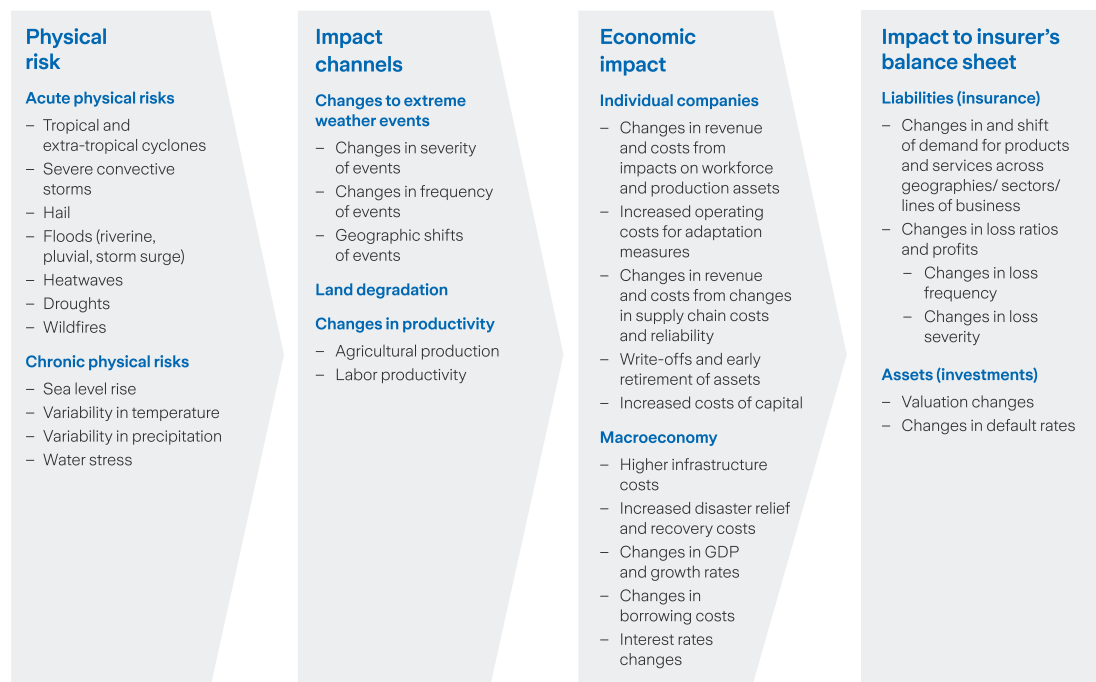 Physical
risk
Acute physical risks
– Tropical and
extra-tropical cyclones
– Severe convective
storms
– Hail
– Floods (riverine,
pluvial, storm surge)
– Heatwaves
– Droughts
– Wildfires
Chronic physical risks
– Sea level rise
– Variability in temperature
– Variability in precipitation
– Water stress
Impact
channels
Changes to extreme
weather events
– Changes in severity
of events
– Changes in frequency
of events
– Geographic shifts
of events
Land degradation
Changes in productivity
– Agricultural production
– Labor productivity
Economic
impact
Individual companies
– Changes in revenue
and costs from
impacts on workforce
and production assets
– Increased operating
costs for adaptation
measures
– Changes in revenue
and costs from changes
in supply chain costs
and reliability
– Write-offs and early
retirement of assets
– Increased costs of capital
Macroeconomy
– Higher infrastructure
costs
– Increased disaster relief
and recovery costs
– Changes in GDP
and growth rates
– Changes in
borrowing costs
– Interest rates
changes
Impact to insurer’s
balance sheet
Liabilities (insurance)
– Changes in and shift
of demand for products
and services across
geographies/ sectors/
lines of business
– Changes in loss ratios
and profits
– Changes in loss
frequency
– Changes in loss
severity
Assets (investments)
– Valuation changes
– Changes in default rates